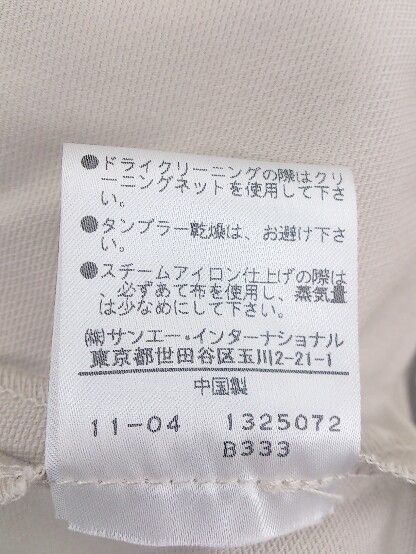 ●ドライクリーニングの際はクリ
ーニングネットを使用して下さ
い。
●タンブラー乾燥は、お避け下さ
い。
●スチームアイロン仕上げの際は
、必ずあて布を使用し、蒸気量
は少なめにして下さい。
㈱サンエー・インターナショナル
東京都世田谷区玉川2-21-1
中国製
11-04 1325072
B333